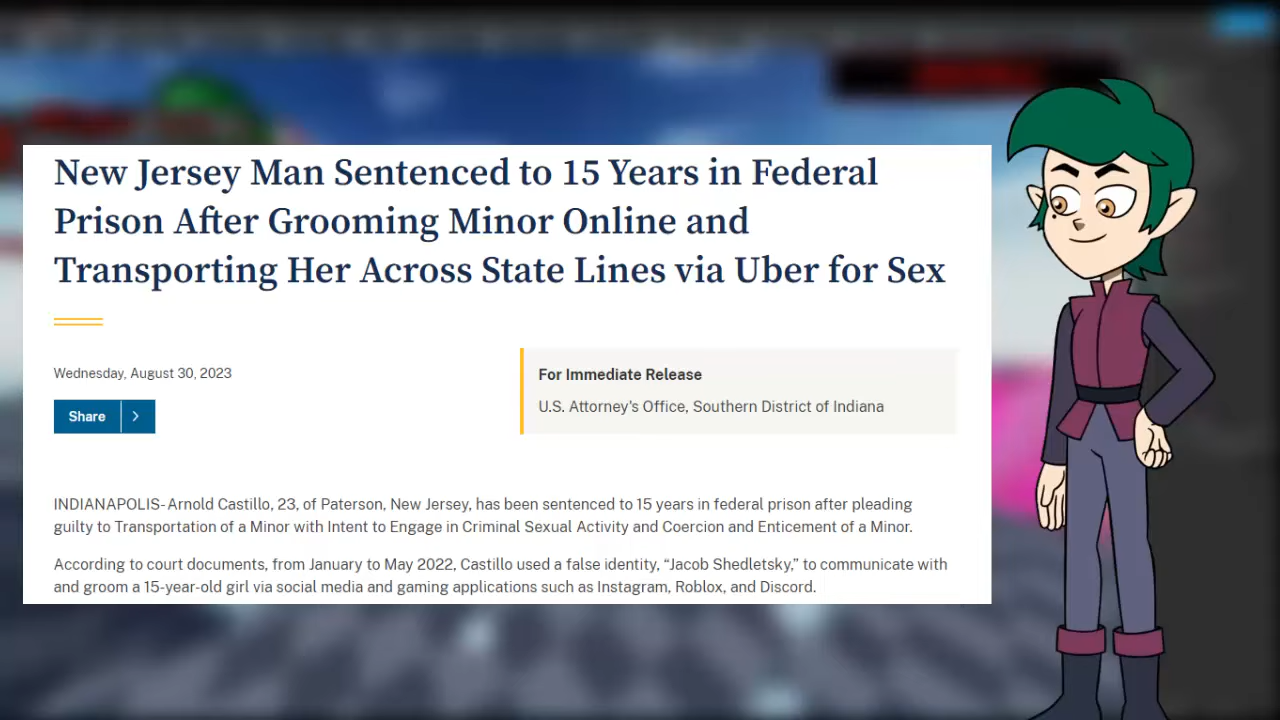 New Jersey Man Sentenced to 15 Years in Federal
Prison After Grooming Minor Online and
Transporting Her Across State Lines via Uber for Sex
Wednesday, August 30, 2023
For Immediate Release
U.S. Attorney's Office, Southern District of Indiana
Share
INDIANAPOLIS- Arnold Castillo, 23, of Paterson, New Jersey, has been sentenced to 15 years in federal prison after pleading
guilty to Transportation of a Minor with Intent to Engage in Criminal Sexual Activity and Coercion and Enticement of a Minor.
According to court documents, from January to May 2022, Castillo used a false identity, “Jacob Shedletsky,” to communicate with
and groom a 15-year-old girl via social media and gaming applications such as Instagram, Roblox, and Discord.